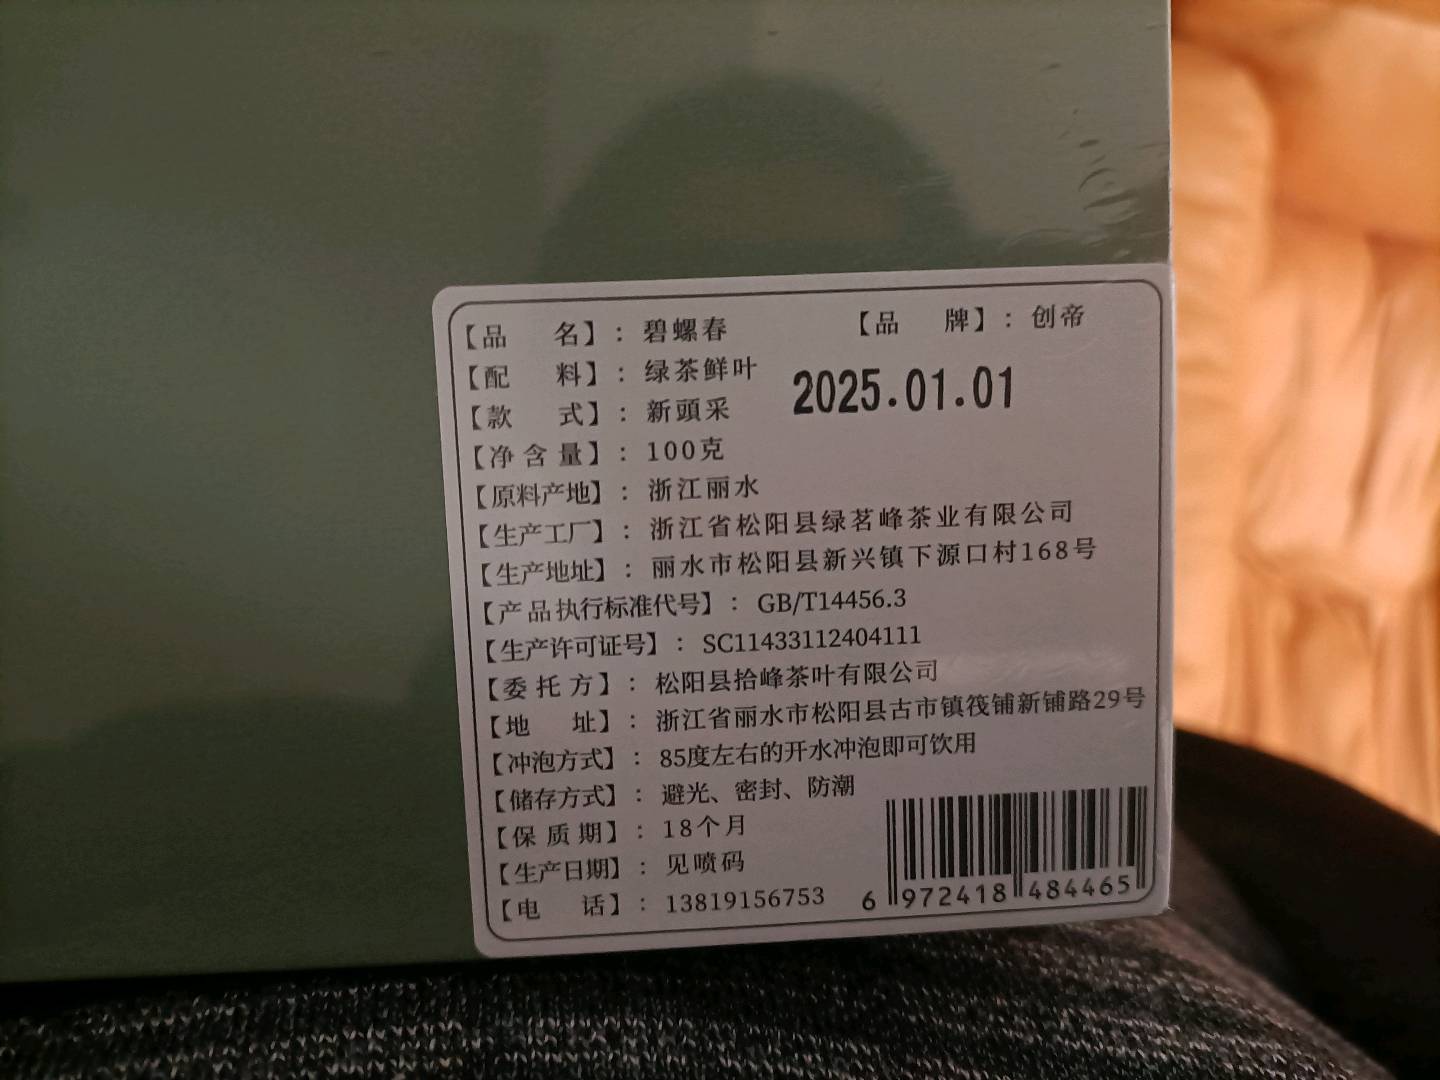 【品名】：碧螺春 【品牌】：创帝
【配料】：绿茶鲜叶
2025.01.01
【款式】：新頭采
【净含量】：100克
【原料产地】：浙江丽水
【生产工厂】：浙江省松阳县绿茗峰茶业有限公司
【生产地址】：丽水市松阳县新兴镇下源口村168号
【产品执行标准代号】：GB/T14456.3
【生产许可证号】：SC11433112404111
【委托方】：松阳县拾峰茶叶有限公司
【地址】：浙江省丽水市松阳县古市镇筏铺新铺路29号
【冲泡方式】：85度左右的开水冲泡即可饮用
【储存方式】：避光、密封、防潮
【保质期】：18个月
【生产日期】：见喷码
【电话】：13819156753
6 972418 484465